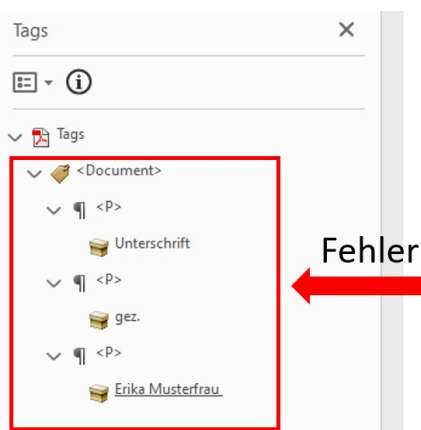 Tags
Tags
<Document>
<P>
Unterschrift
Fehler
<P>
gez.
<P>
Erika Musterfrau